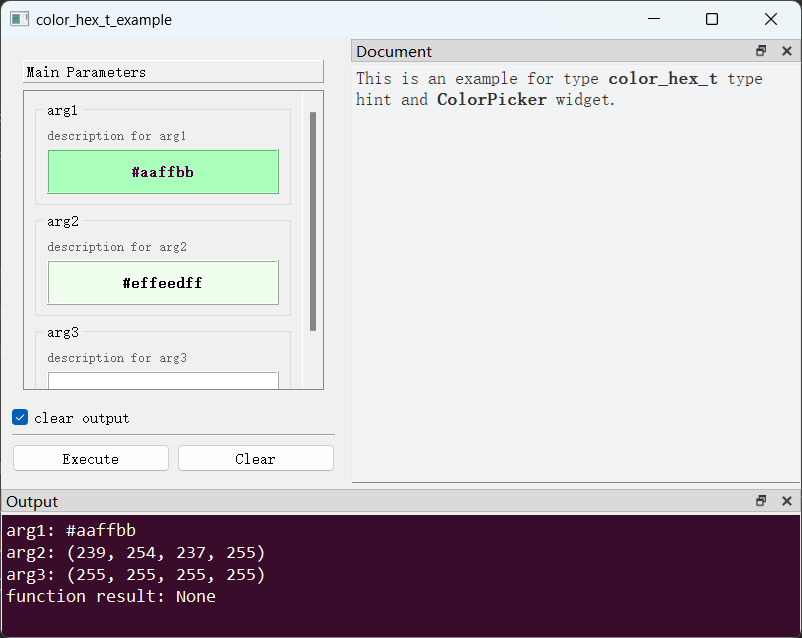 color_hex_t_example
Main Parameters
arg1
description for arg1
#aaffbb
arg2
description for arg2
#effeedff
arg3
description for arg3
clear output
Execute
Clear
Document
This is an example for type color_hex_t type
hint and ColorPicker widget.
Output
arg1: #aaffbb
arg2: (239, 254, 237, 255)
arg3: (255, 255, 255, 255)
function result: None